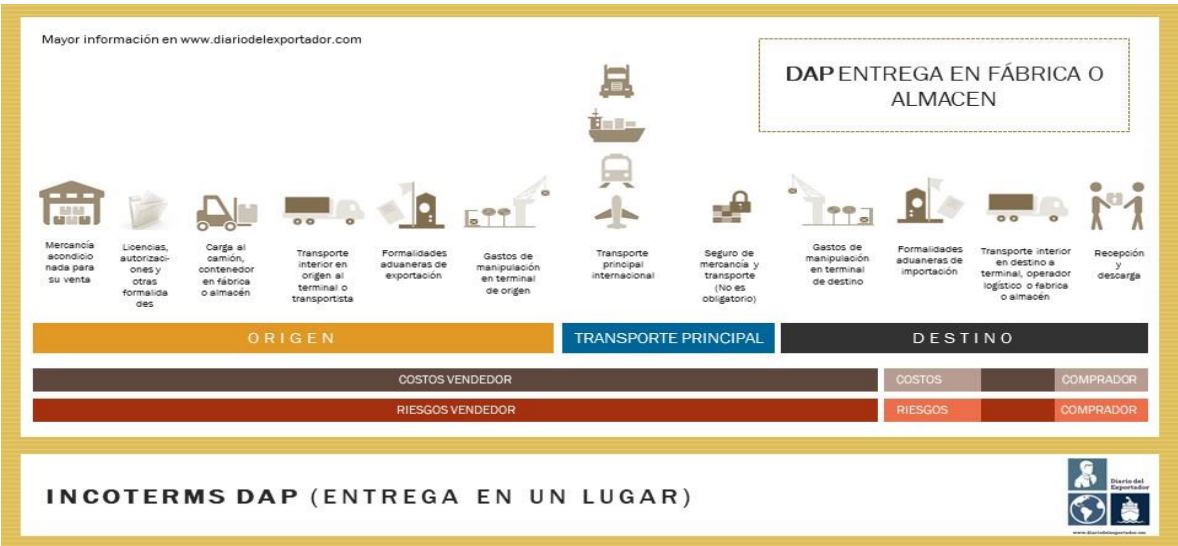 Mayor información en www.diariodelexportador.com
DAP ENTREGA EN FÁBRICA O
ALMACEN
Mercancía
acondicio
nada para
su venta
Licencias,
autorizaci-
ones y
otras
formalida
des
Carga al
camión,
contenedor
en fábrica
o almacén
Transporte
interior en
origen al
terminal o
transportista
Formalidades
aduaneras de
exportación
Gastos de
manipulación
en terminal
de origen
Transporte
principal
internacional
Seguro de
mercancía y
transporte
(No es
obligatorio)
Gastos de
manipulación
en terminal
de destino
Formalidades
aduaneras de
importación
Transporte interior
en destino a
terminal, operador
logístico o fabrica
o almacén
Recepción
y
descarga
ORIGEN
TRANSPORTE PRINCIPAL
DESTINO
COSTOS VENDEDOR
COSTOS
COMPRADOR
RIESGOS VENDEDOR
RIESGOS
COMPRADOR
INCOTERMS DAP (ENTREGA EN UN LUGAR)
Diario del
Exportador
www.diariodelexportador.com